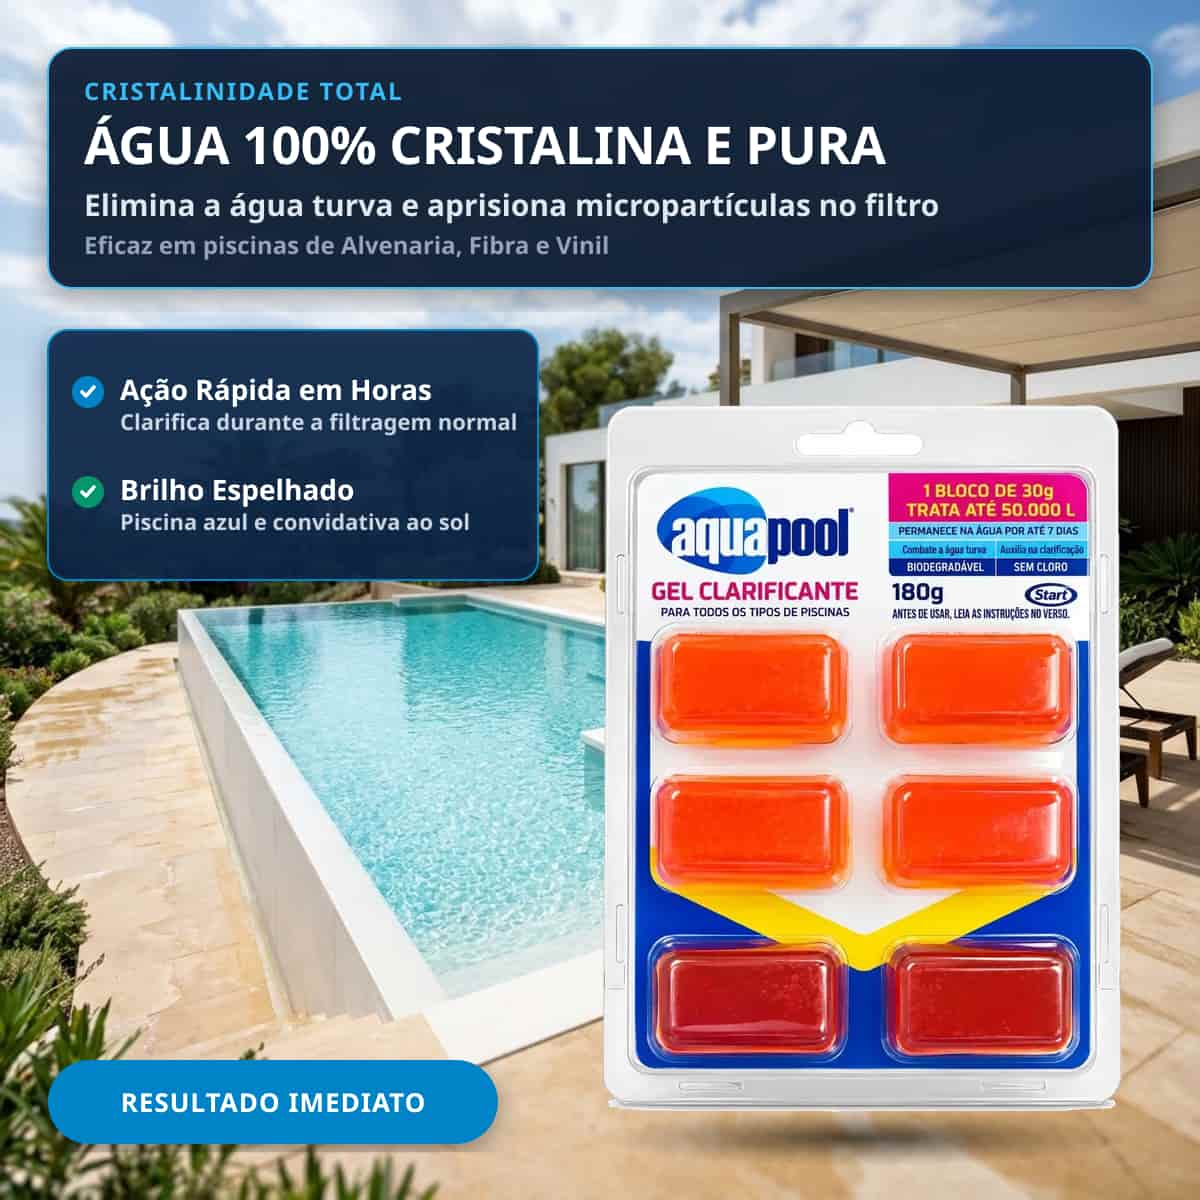 CRISTALINIDADE TOTAL
ÁGUA 100% CRISTALINA E PURA
Elimina a água turva e aprisiona micropartículas no filtro
Eficaz em piscinas de Alvenaria, Fibra e Vinil
Ação Rápida em Horas
Clarifica durante a filtragem normal
Brilho Espelhado
Piscina azul e convidativa ao sol
aquapool®
GEL CLARIFICANTE
PARA TODOS OS TIPOS DE PISCINAS
1 BLOCO DE 30g
TRATA ATÉ 50.000 L
PERMANECE NA ÁGUA POR ATÉ 7 DIAS
Combate a água turva
Auxilia na clarificação
BIODEGRADÁVEL
SEM CLORO
180g
Start
ANTES DE USAR, LEIA AS INSTRUÇÕES NO VERSO.
RESULTADO IMEDIATO